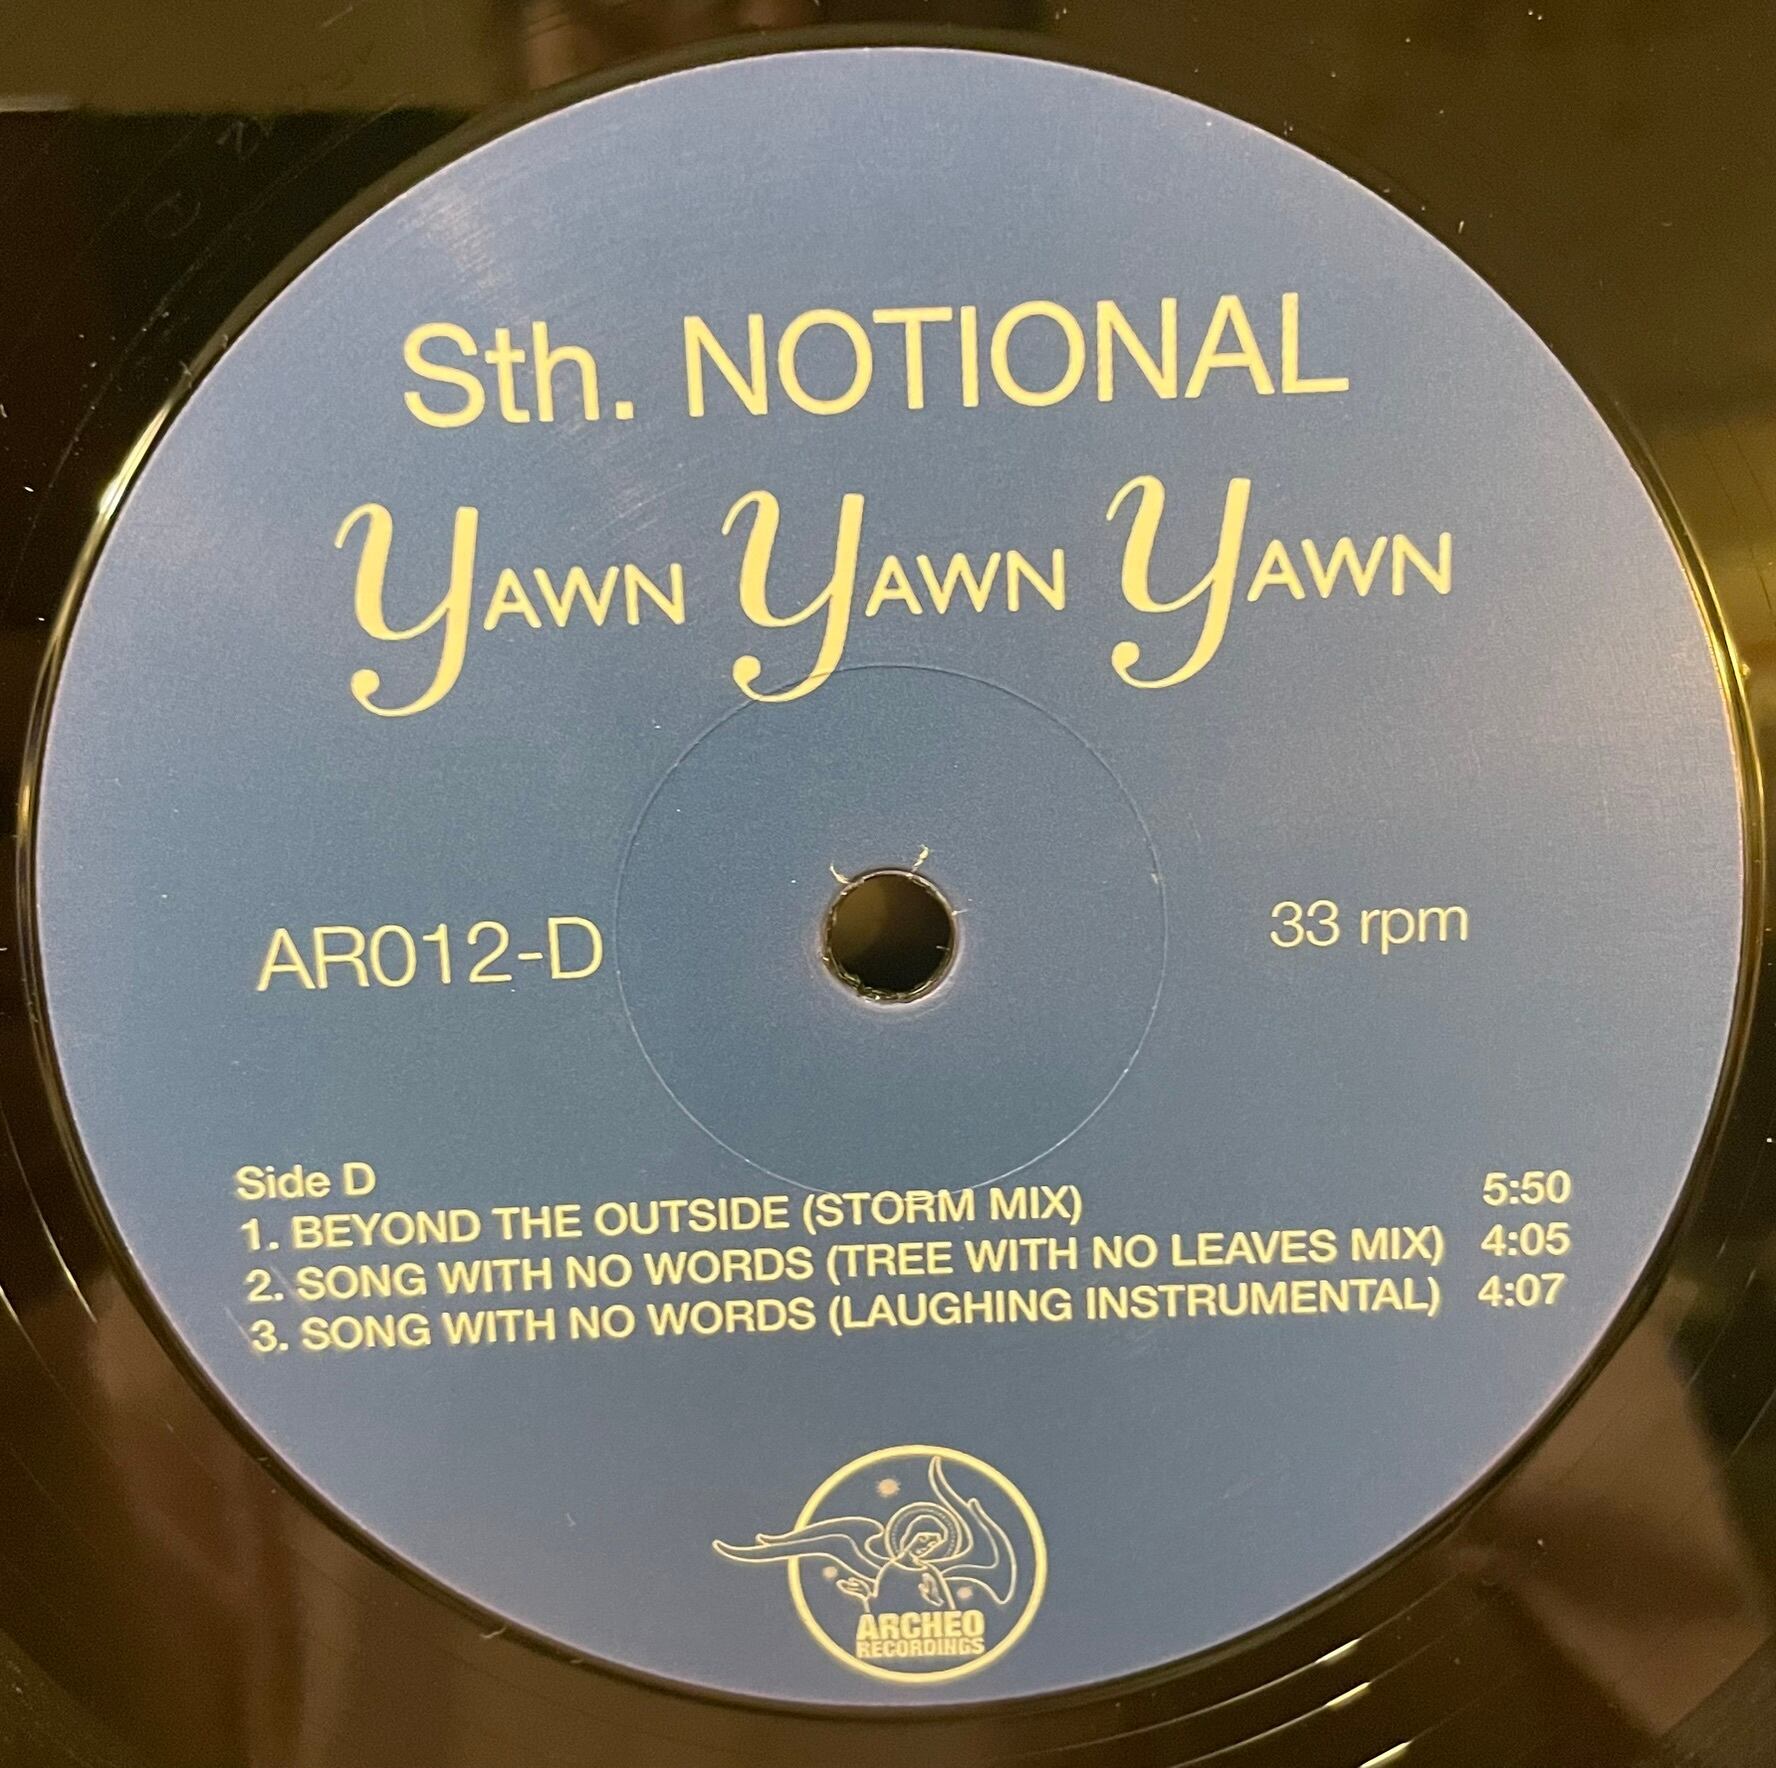 Sth. NOTIONAL
YAWN YAWN YAWN
AR012-D
33 rpm
Side D
1. BEYOND THE OUTSIDE (STORM MIX) 5:50
2. SONG WITH NO WORDS (TREE WITH NO LEAVES MIX) 4:05
3. SONG WITH NO WORDS (LAUGHING INSTRUMENTAL) 4:07
ARCHEO
RECORDINGS